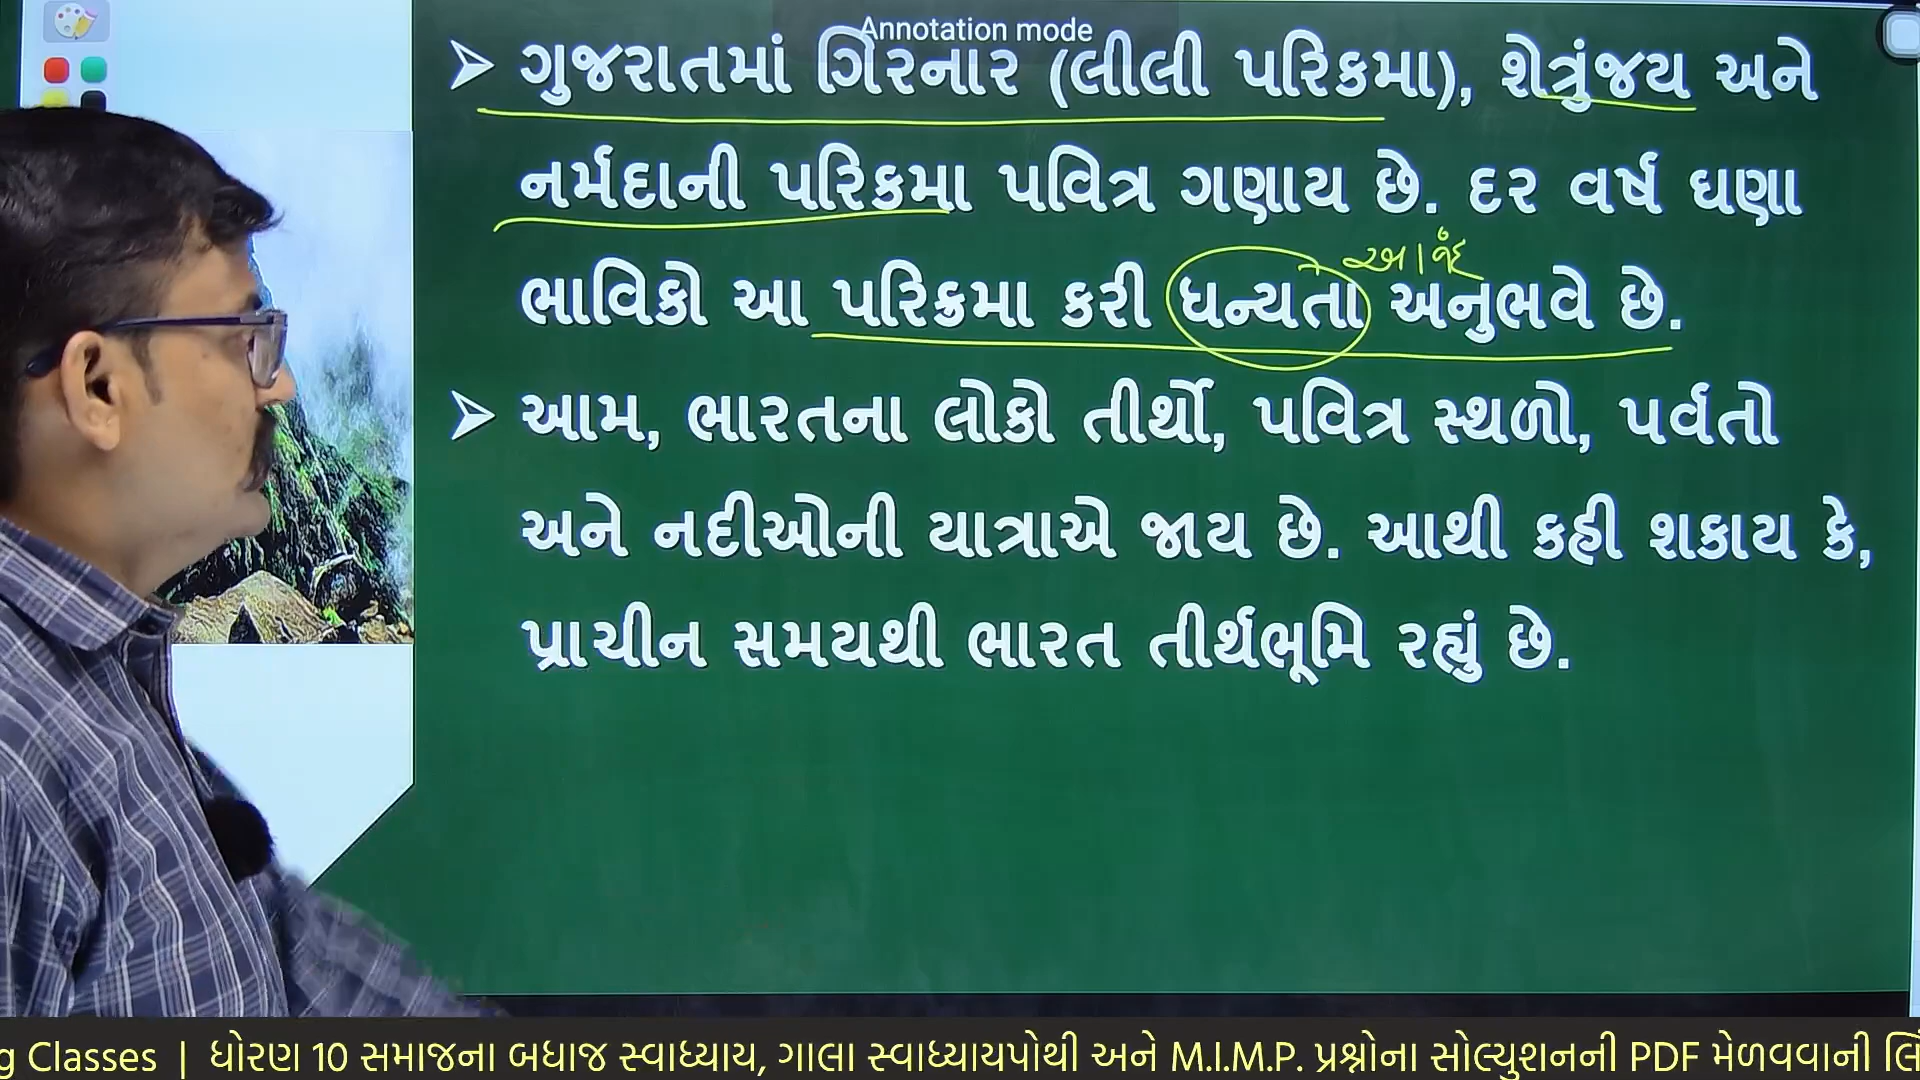 Annotation mode
➢ ગુજરાતમાં ગિરનાર (લીલી પરિકમા), શેત્રુંજય અને
નર્મદાની પરિકમા પવિત્ર ગણાય છે. દર વર્ષ ઘણા
આનંદ
ભાવિકો આ પરિક્રમા કરી ધન્યતા અનુભવે છે.
➢ આમ, ભારતના લોકો તીર્થો, પવિત્ર સ્થળો, પર્વતો
અને નદીઓની યાત્રાએ જાય છે. આથી કહી શકાય કે,
પ્રાચીન સમયથી ભારત તીર્થભૂમિ રહ્યું છે.
g Classes | ધોરણ 10 સમાજના બધાજ સ્વાધ્યાય, ગાલા સ્વાધ્યાયપોથી અને M.I.M.P. પ્રશ્નોના સોલ્યુશનની PDF મેળવવાની